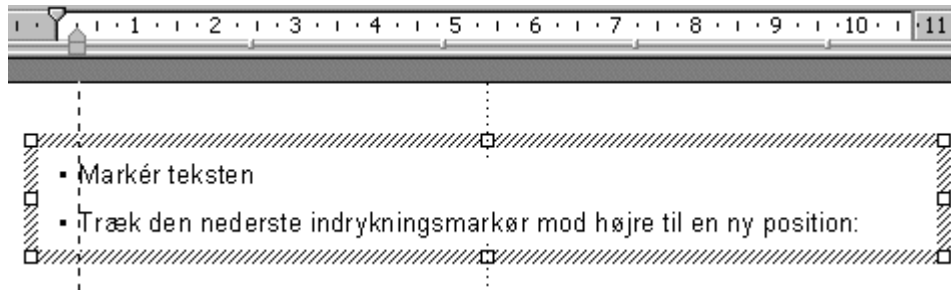 1 2 3 4 5 6 7 8 9 10 11
▪ Markér teksten
▪ Træk den nederste indrykningsmarkør mod højre til en ny position: